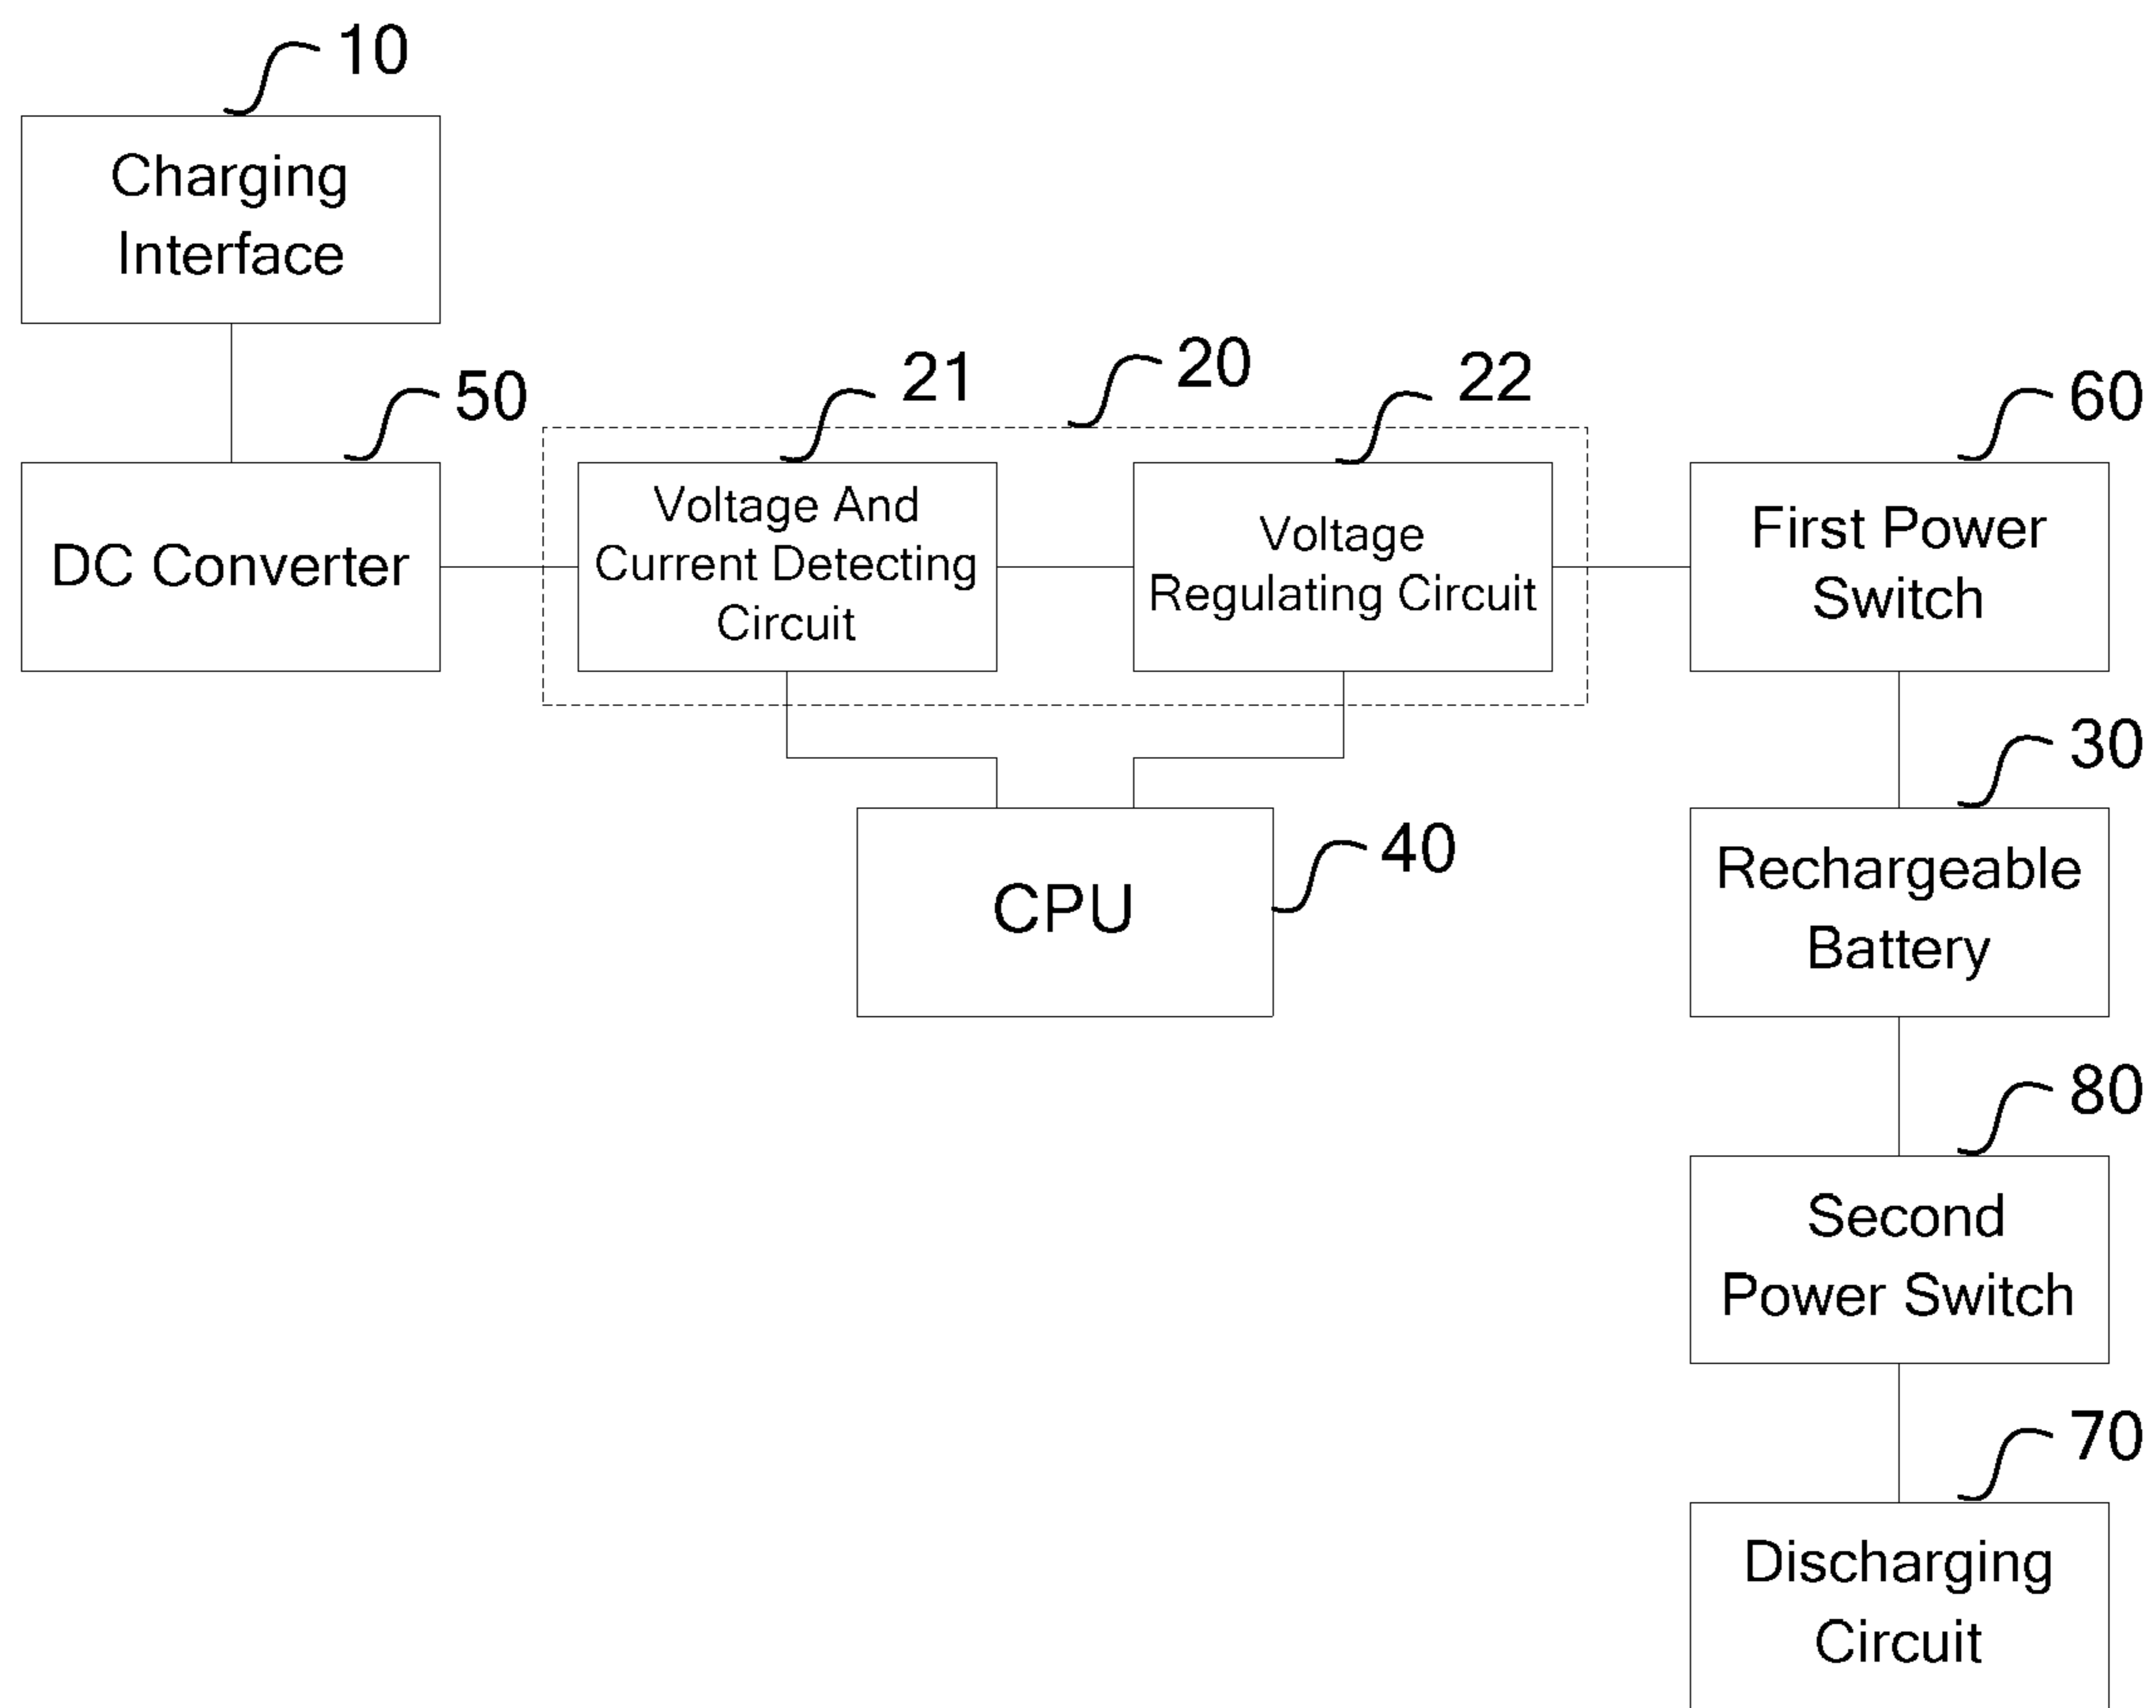 10
Charging
Interface
50
21
20
22
60
DC Converter
Voltage And
Current Detecting
Circuit
Voltage
Regulating Circuit
First Power
Switch
30
40
CPU
Rechargeable
Battery
80
Second
Power Switch
70
Discharging
Circuit